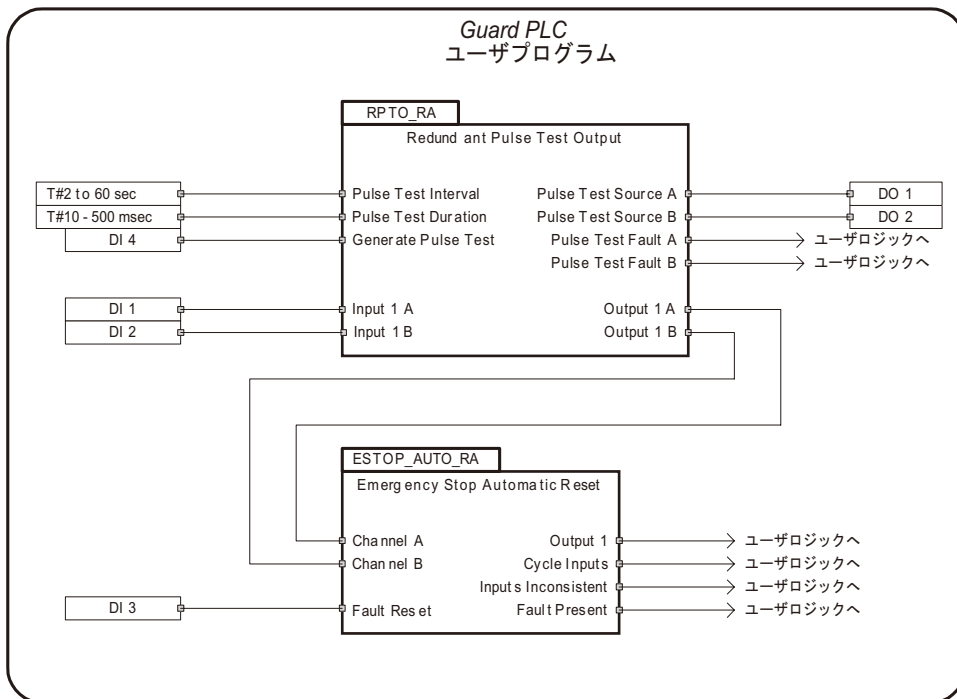 Guard PLC
ユーザプログラム
RPTO_RA
Redundant Pulse Test Output
T#2 to 60 sec
Pulse Test Interval
Pulse Test Source A
DO 1
T#10 - 500 msec
Pulse Test Duration
Pulse Test Source B
DO 2
DI 4
Generate Pulse Test
Pulse Test Fault A
ユーザロジックへ
Pulse Test Fault B
ユーザロジックへ
DI 1
Input 1 A
Output 1 A
DI 2
Input 1 B
Output 1 B
ESTOP_AUTO_RA
Emergency Stop Automatic Reset
Channel A
Output 1
ユーザロジックへ
Channel B
Cycle Inputs
ユーザロジックへ
Inputs Inconsistent
ユーザロジックへ
DI 3
Fault Reset
Fault Present
ユーザロジックへ